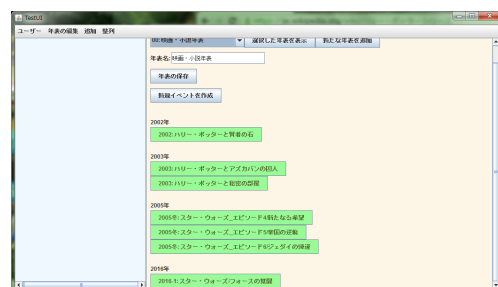 TestUI
ユーザー 年表の編集 追加 整列
00:映画・小説年表 選択した年表を表示 新たな年表を追加
年表名: 映画・小説年表
年表の保存
新規イベントを作成
2002年
2002:ハリー・ポッターと賢者の石
2003年
2003:ハリー・ポッターとアズカバンの囚人
2003:ハリー・ポッターと秘密の部屋
2005年
2005冬:スター・ウォーズ_エピソード4新たなる希望
2005冬:スター・ウォーズ_エピソード5帝国の逆襲
2005冬:スター・ウォーズ_エピソード6ジェダイの帰還
2016年
2016.1:スター・ウォーズ/フォースの覚醒